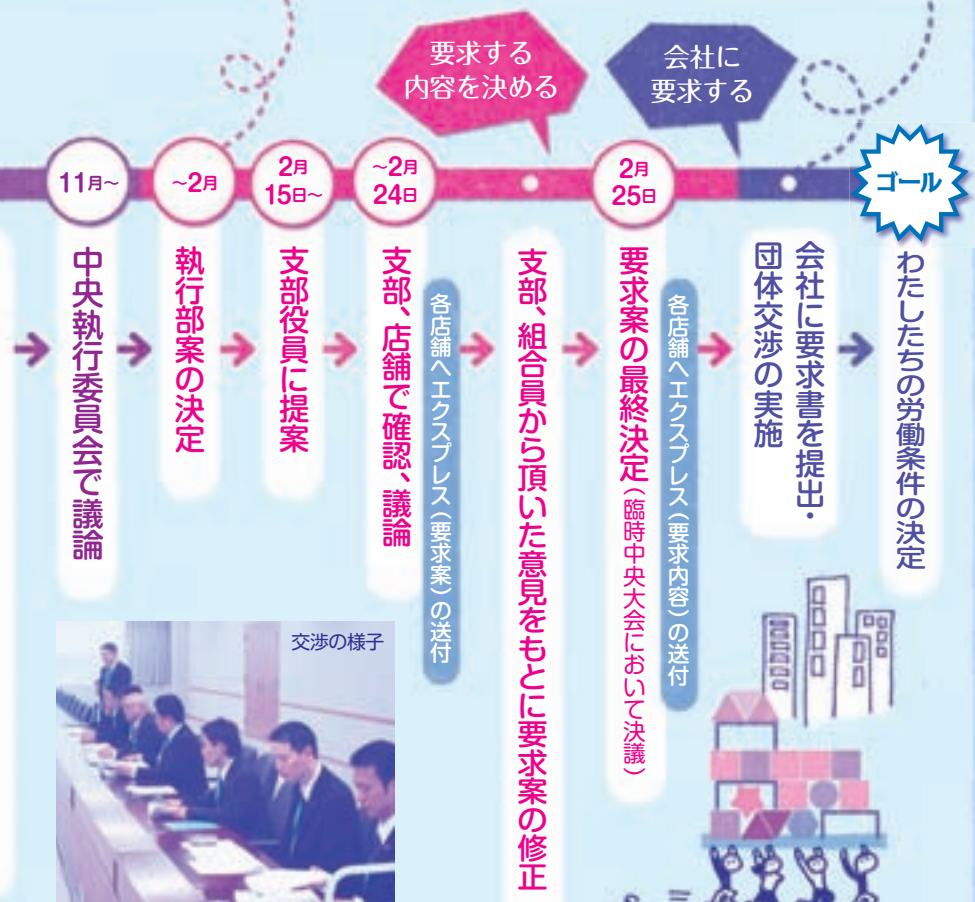 要求する
内容を決める
会社に
要求する
11月~
~2月
2月
15日~
~2月
24日
2月
25日
ゴール
中央執行委員会で議論
執行部案の決定
支部役員に提案
支部、店舗で確認、議論
各店舗へエクスプレス（要求案）の送付
支部、組合員から頂いた意見をもとに要求案の修正
要求案の最終決定（臨時中央大会において決議）
各店舗へエクスプレス（要求内容）の送付
会社に要求書を提出・
団体交渉の実施
わたしたちの労働条件の決定
交渉の様子